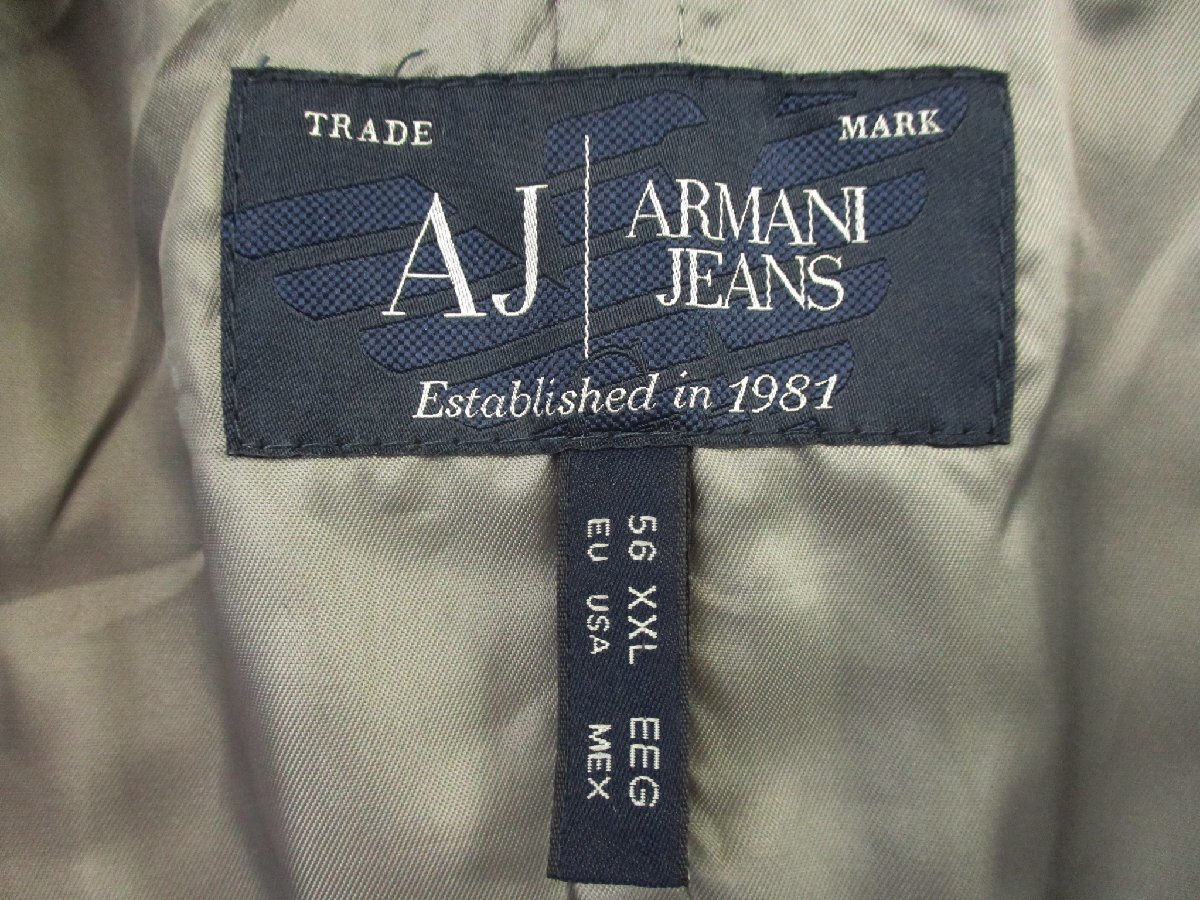 TRADE MARK
AJ ARMANI
JEANS
Established in 1981
56 XXL EEG
EU USA MEX